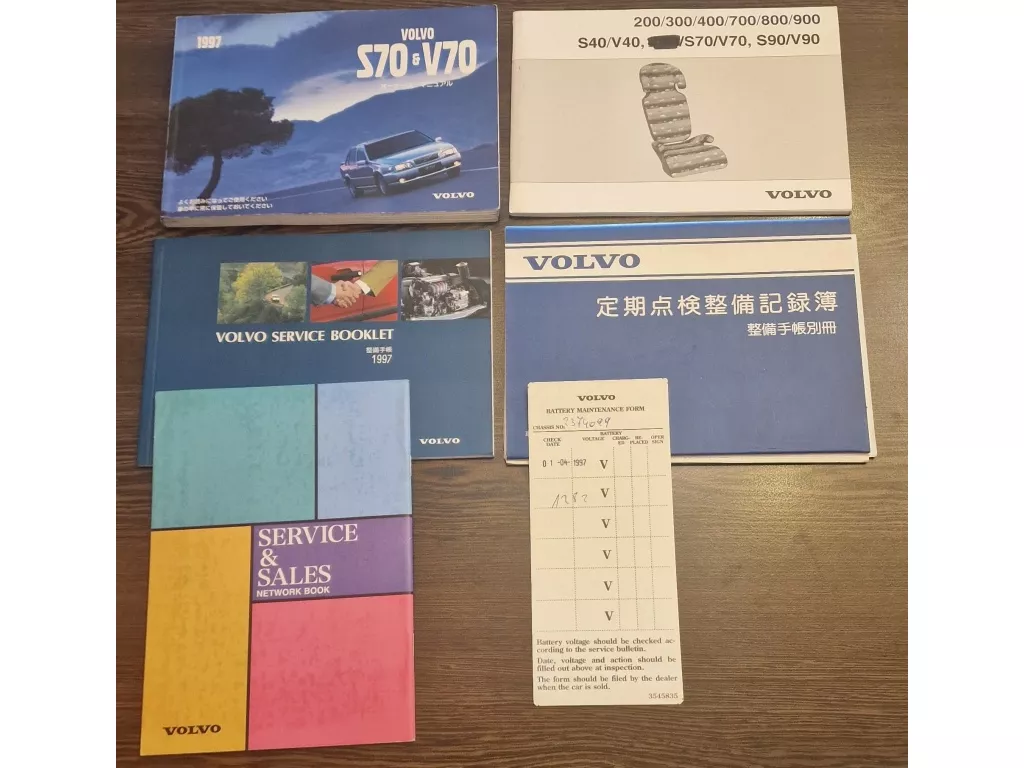 1997
VOLVO
S70 & V70
VOLVO
200/300/400/700/800/900
S40/V40, /S70/V70, S90/V90
VOLVO
VOLVO SERVICE BOOKLET
整備手帳
1997
VOLVO
VOLVO
定期点検整備記録簿
整備手帳別冊
SERVICE
&
SALES
NETWORK BOOK
VOLVO
VOLVO
BATTERY MAINTENANCE FORM
CHASSIS NO.
CHECK DATE BATTERY VOLTAGE CHARG-ED RE-PLACED OPER SIGN
01-04-1997 V
V
V
V
V
V
Battery voltage should be checked ac-
cording to the service bulletin.
Date, voltage and action should be
filled out above at inspection.
The form should be filed by the dealer
when the car is sold.
3545835